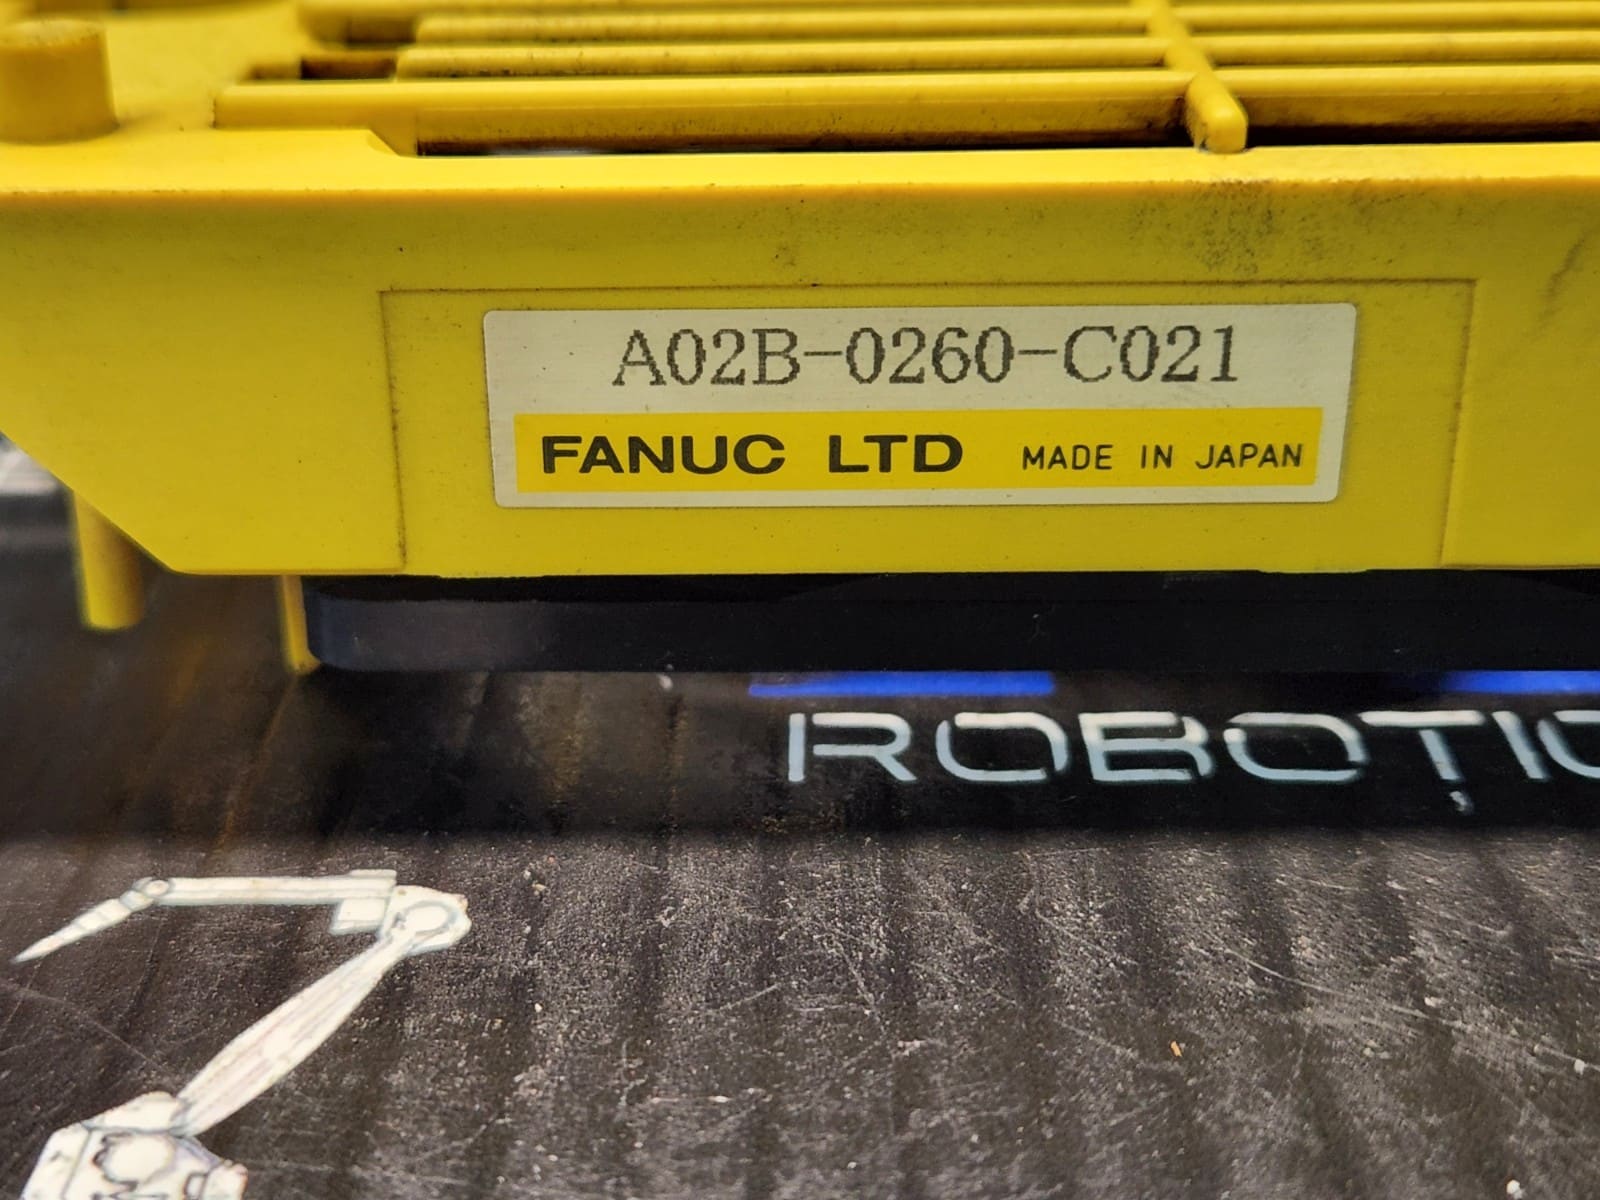 A02B-0260-C021
FANUC LTD MADE IN JAPAN